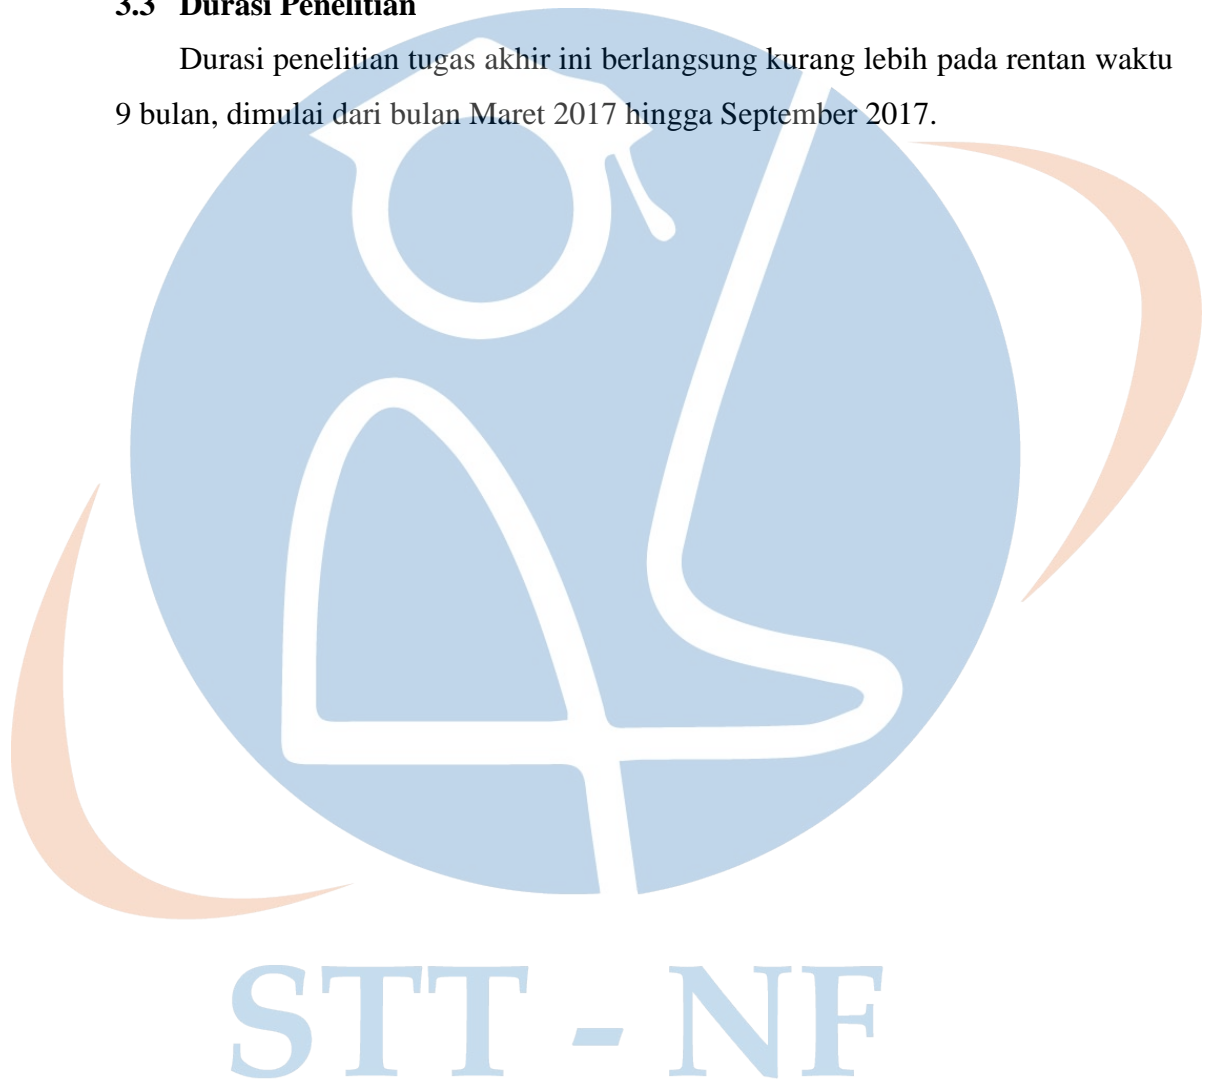 3.3 Durasi Penelitian
Durasi penelitian tugas akhir ini berlangsung kurang lebih pada rentan waktu
9 bulan, dimulai dari bulan Maret 2017 hingga September 2017.
STT - NF